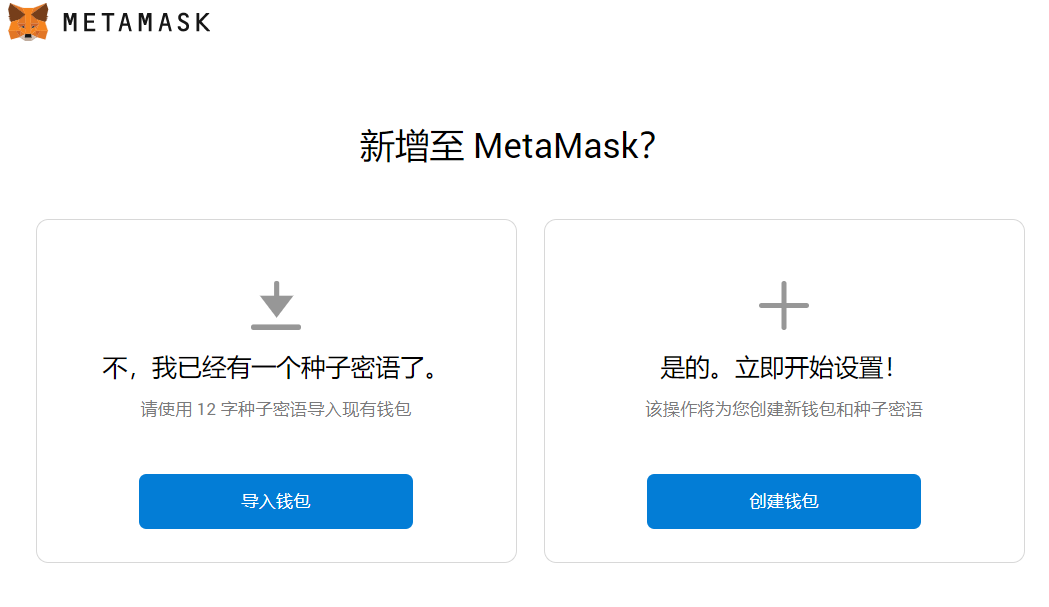 METAMASK
新增至 MetaMask？
不，我已经有一个种子密语了。
请使用 12 字种子密语导入现有钱包
导入钱包
是的。立即开始设置！
该操作将为您创建新钱包和种子密语
创建钱包